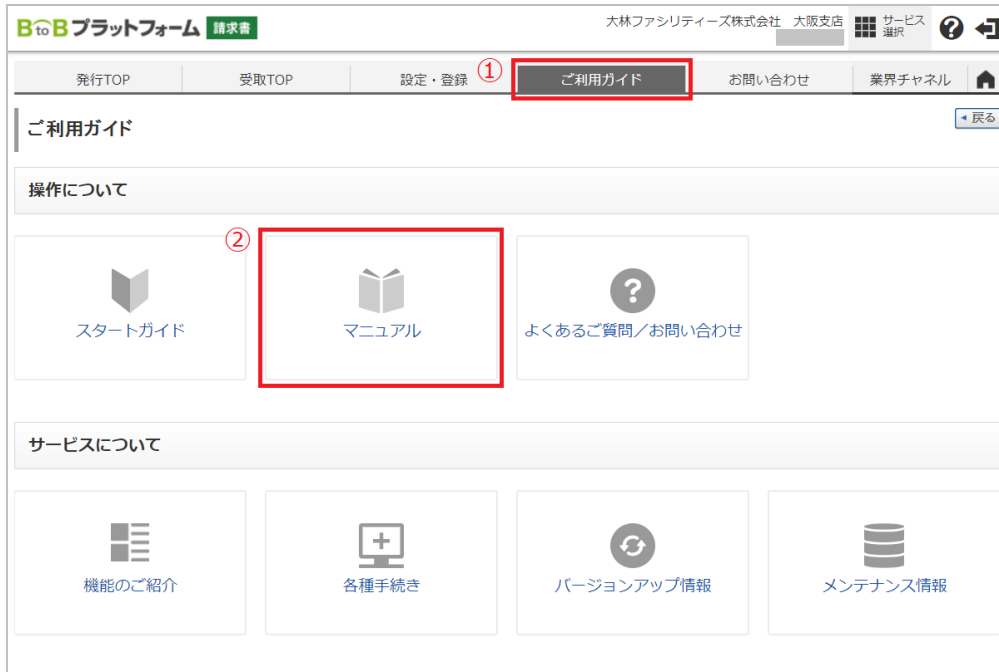 BtoBプラットフォーム 請求書
大林ファシリティーズ株式会社 大阪支店
サービス
選択
発行TOP
受取TOP
設定・登録
①
ご利用ガイド
お問い合わせ
業界チャネル
ご利用ガイド
戻る
操作について
②
スタートガイド
マニュアル
よくあるご質問／お問い合わせ
サービスについて
機能のご紹介
各種手続き
バージョンアップ情報
メンテナンス情報